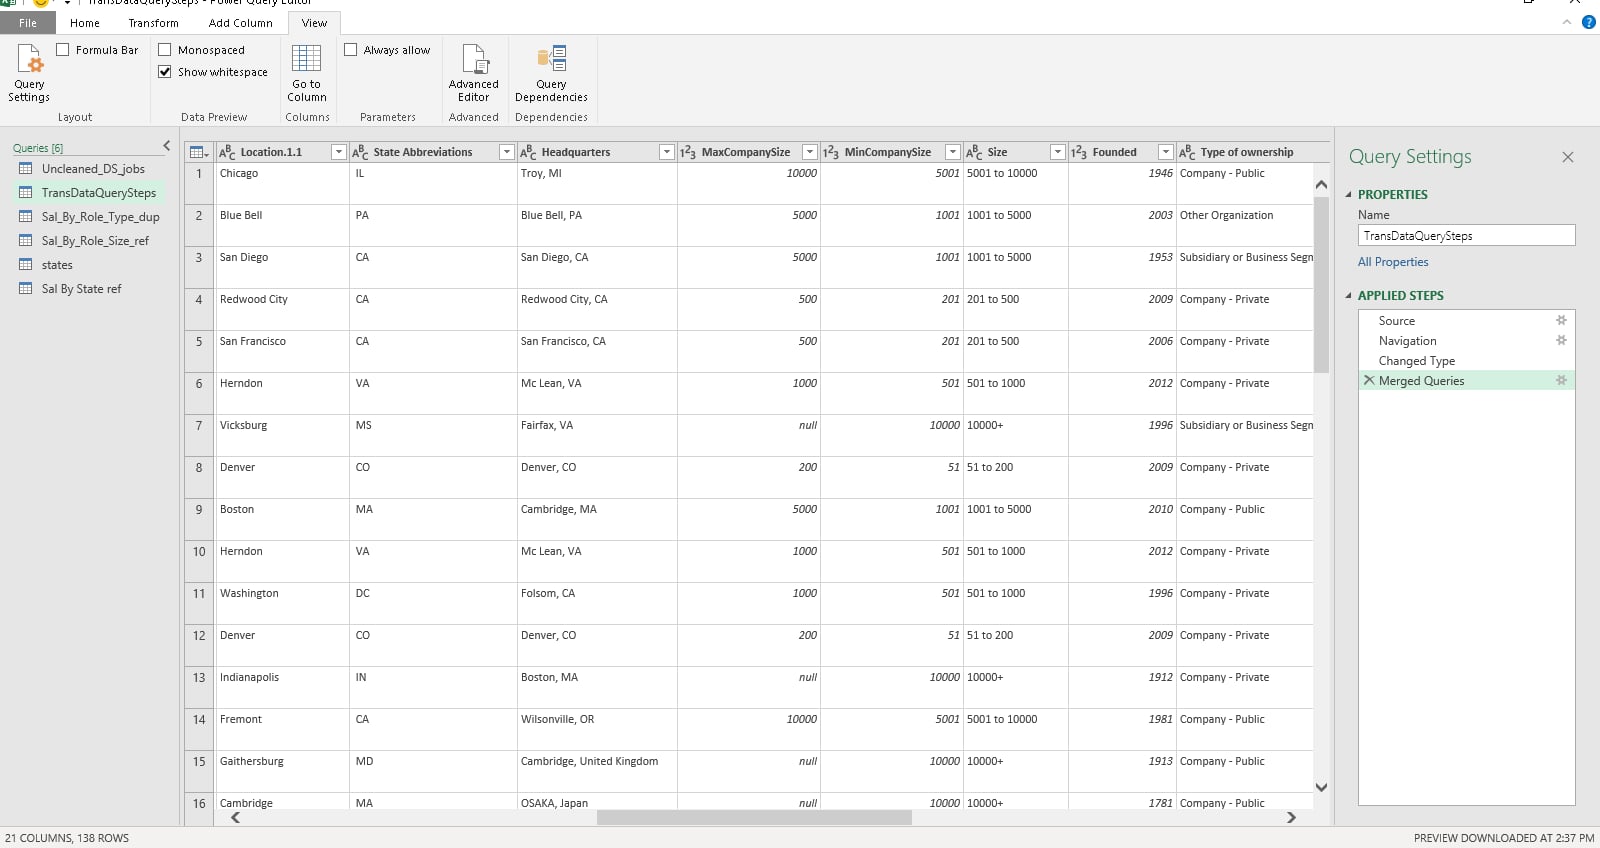 TransDataQuerySteps - Power Query Editor
File Home Transform Add Column View
Query Settings
Formula Bar
Layout
Monospaced
Show whitespace
Data Preview
Go to Column
Columns
Always allow
Parameters
Advanced Editor
Advanced
Query Dependencies
Dependencies
Queries [6]
Uncleaned_DS_jobs
TransDataQuerySteps
Sal_By_Role_Type_dup
Sal_By_Role_Size_ref
states
Sal By State ref
Location.1.1 State Abbreviations Headquarters MaxCompanySize MinCompanySize Size Founded Type of ownership
1 Chicago IL Troy, MI 10000 5001 5001 to 10000 1946 Company - Public
2 Blue Bell PA Blue Bell, PA 5000 1001 1001 to 5000 2003 Other Organization
3 San Diego CA San Diego, CA 5000 1001 1001 to 5000 1953 Subsidiary or Business Segn
4 Redwood City CA Redwood City, CA 500 201 201 to 500 2009 Company - Private
5 San Francisco CA San Francisco, CA 500 201 201 to 500 2006 Company - Private
6 Herndon VA Mc Lean, VA 1000 501 501 to 1000 2012 Company - Private
7 Vicksburg MS Fairfax, VA null 10000 10000+ 1996 Subsidiary or Business Segn
8 Denver CO Denver, CO 200 51 51 to 200 2009 Company - Private
9 Boston MA Cambridge, MA 5000 1001 1001 to 5000 2010 Company - Public
10 Herndon VA Mc Lean, VA 1000 501 501 to 1000 2012 Company - Private
11 Washington DC Folsom, CA 1000 501 501 to 1000 1996 Company - Private
12 Denver CO Denver, CO 200 51 51 to 200 2009 Company - Private
13 Indianapolis IN Boston, MA null 10000 10000+ 1912 Company - Private
14 Fremont CA Wilsonville, OR 10000 5001 5001 to 10000 1981 Company - Public
15 Gaithersburg MD Cambridge, United Kingdom null 10000 10000+ 1913 Company - Public
16 Cambridge MA OSAKA, Japan null 10000 10000+ 1781 Company - Public
Query Settings
PROPERTIES
Name
TransDataQuerySteps
All Properties
APPLIED STEPS
Source
Navigation
Changed Type
Merged Queries
21 COLUMNS, 138 ROWS
PREVIEW DOWNLOADED AT 2:37 PM